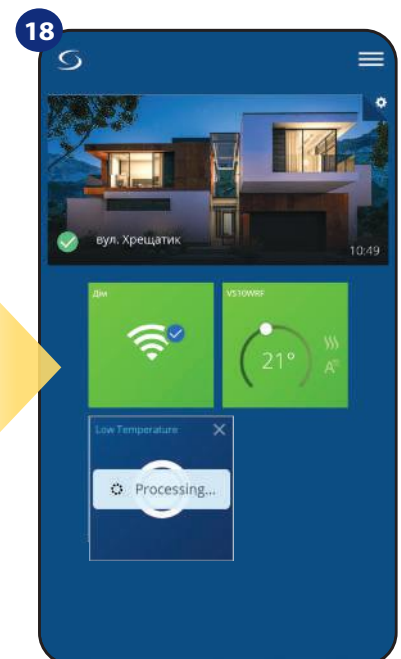 18
вул. Хрещатик
10:49
Дім
VS10WRF
21°
Low Temperature
Processing...